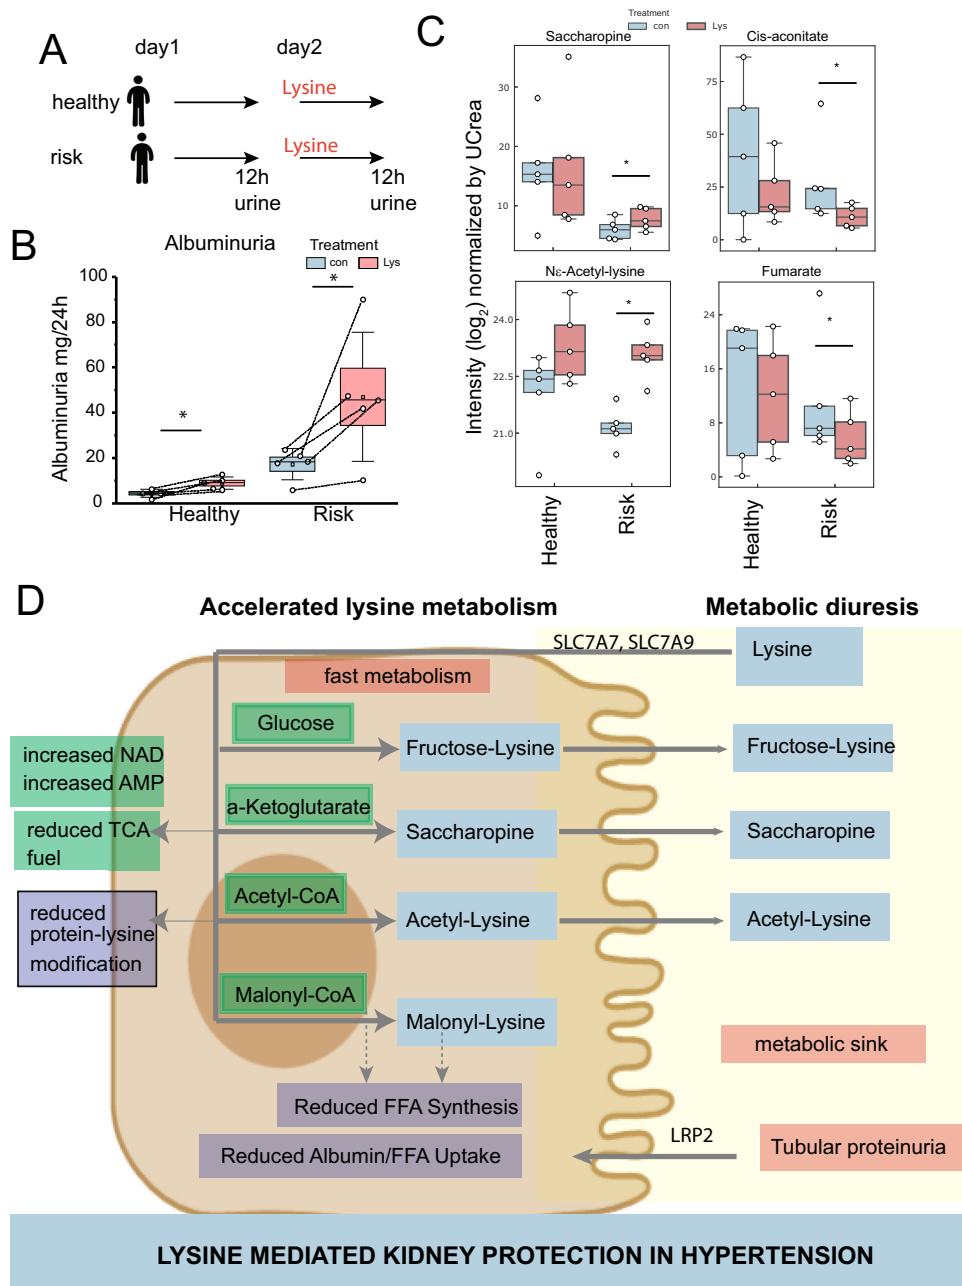 A
day1
day2
healthy
Lysine
risk
Lysine
12h
urine
12h
urine
B
Albuminuria
Treatment
con
Lys
Albuminuria mg/24h
100
80
60
40
20
0
*
*
Healthy
Risk
C
Treatment
con
Lys
Intensity (log2) normalized by UCrea
Saccharopine
30
20
10
*
Cis-aconitate
75
50
25
0
*
Nε-Acetyl-lysine
24.0
22.5
21.0
*
Fumarate
24
16
8
0
*
Healthy
Risk
Healthy
Risk
D
Accelerated lysine metabolism
Metabolic diuresis
SLC7A7, SLC7A9
Lysine
fast metabolism
Glucose
Fructose-Lysine
Fructose-Lysine
increased NAD
increased AMP
a-Ketoglutarate
Saccharopine
Saccharopine
reduced TCA
fuel
Acetyl-CoA
Acetyl-Lysine
Acetyl-Lysine
reduced
protein-lysine
modification
Malonyl-CoA
Malonyl-Lysine
metabolic sink
Reduced FFA Synthesis
Reduced Albumin/FFA Uptake
LRP2
Tubular proteinuria
LYSINE MEDIATED KIDNEY PROTECTION IN HYPERTENSION